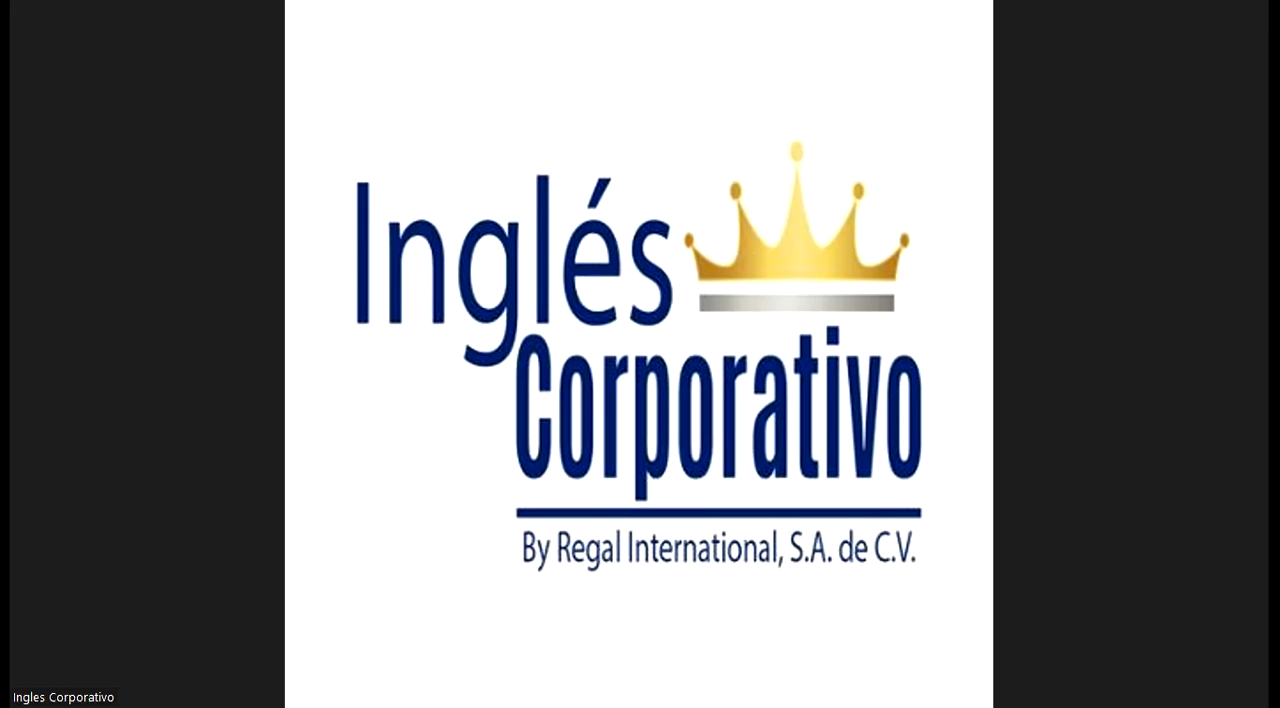 Inglés
Corporativo
By Regal International, S.A. de C.V.
Ingles Corporativo